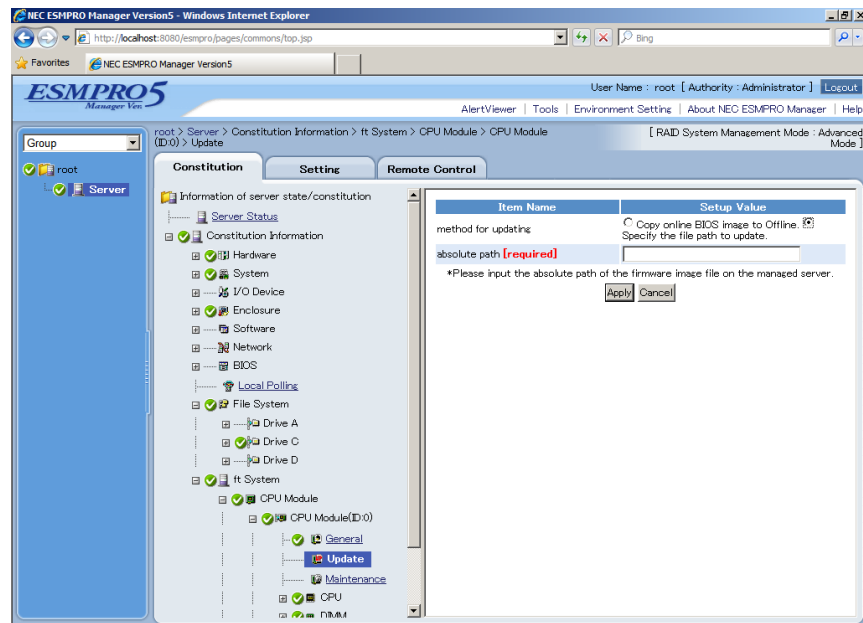 NEC ESMPRO Manager Version5 - Windows Internet Explorer
http://localhost:8080/esmpro/pages/commons/top.jsp
Bing
Favorites
NEC ESMPRO Manager Version5
ESMPRO5
Manager Ver.
User Name : root [ Authority : Administrator ] Logout
AlertViewer | Tools | Environment Setting | About NEC ESMPRO Manager | Help
Group
root
Server
root > Server > Constitution Information > ft System > CPU Module > CPU Module
(ID:0) > Update
[ RAID System Management Mode : Advanced
Mode ]
Constitution
Setting
Remote Control
Information of server state/constitution
Server Status
Constitution Information
Hardware
System
I/O Device
Enclosure
Software
Network
BIOS
Local Polling
File System
Drive A
Drive C
Drive D
ft System
CPU Module
CPU Module(ID:0)
General
Update
Maintenance
CPU
DIMM
Item Name
Setup Value
method for updating
Copy online BIOS image to Offline.
Specify the file path to update.
absolute path [required]
*Please input the absolute path of the firmware image file on the managed server.
Apply
Cancel